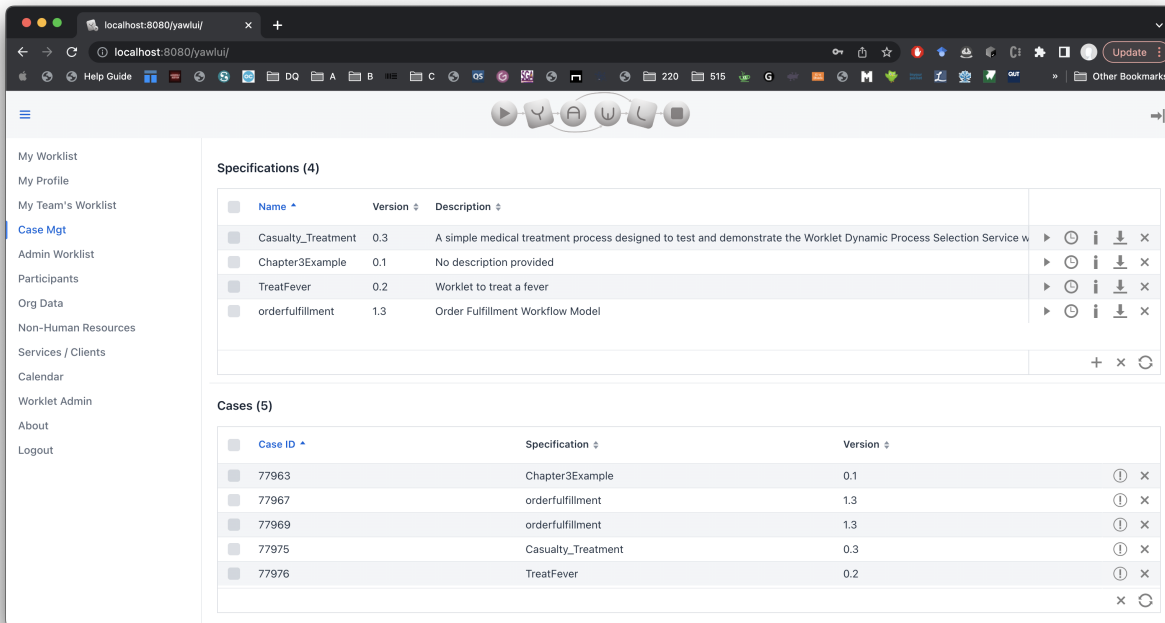 localhost:8080/yawlui/
localhost:8080/yawlui/
Update
Help Guide
DQ
A
B
C
OS
220
515
G
M
QUT
»
Other Bookmarks
Y A W L
My Worklist
My Profile
My Team's Worklist
Case Mgt
Admin Worklist
Participants
Org Data
Non-Human Resources
Services / Clients
Calendar
Worklet Admin
About
Logout
Specifications (4)
Name Version Description
Casualty_Treatment 0.3 A simple medical treatment process designed to test and demonstrate the Worklet Dynamic Process Selection Service w
Chapter3Example 0.1 No description provided
TreatFever 0.2 Worklet to treat a fever
orderfulfillment 1.3 Order Fulfillment Workflow Model
Cases (5)
Case ID Specification Version
77963 Chapter3Example 0.1
77967 orderfulfillment 1.3
77969 orderfulfillment 1.3
77975 Casualty_Treatment 0.3
77976 TreatFever 0.2